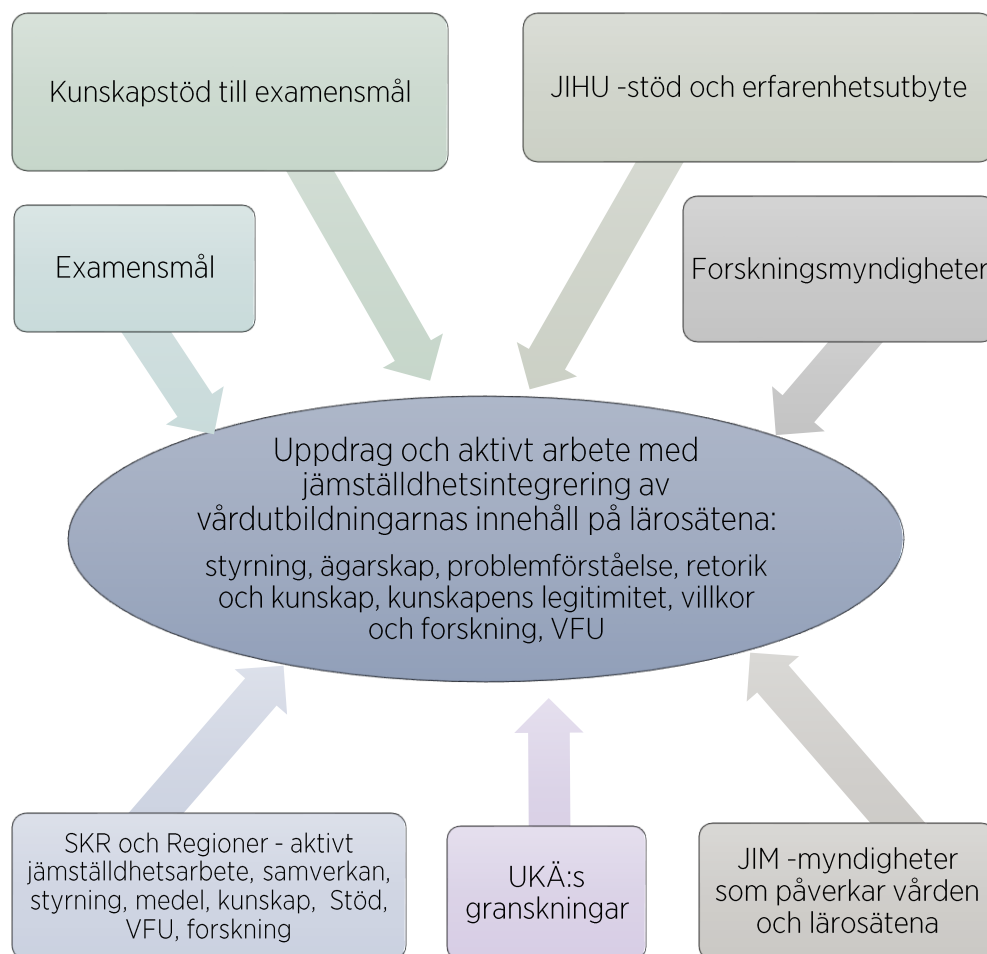 Kunskapstöd till examensmål
JIHU -stöd och erfarenhetsutbyte
Examensmål
Forskningsmyndigheter
Uppdrag och aktivt arbete med
jämställdhetsintegrering av
vårdutbildningarnas innehåll på lärosätena:
styrning, ägarskap, problemförståelse, retorik
och kunskap, kunskapens legitimitet, villkor
och forskning, VFU
SKR och Regioner - aktivt
jämställdhetsarbete, samverkan,
styrning, medel, kunskap, Stöd,
VFU, forskning
UKÄ:s
granskningar
JIM -myndigheter
som påverkar vården
och lärosätena